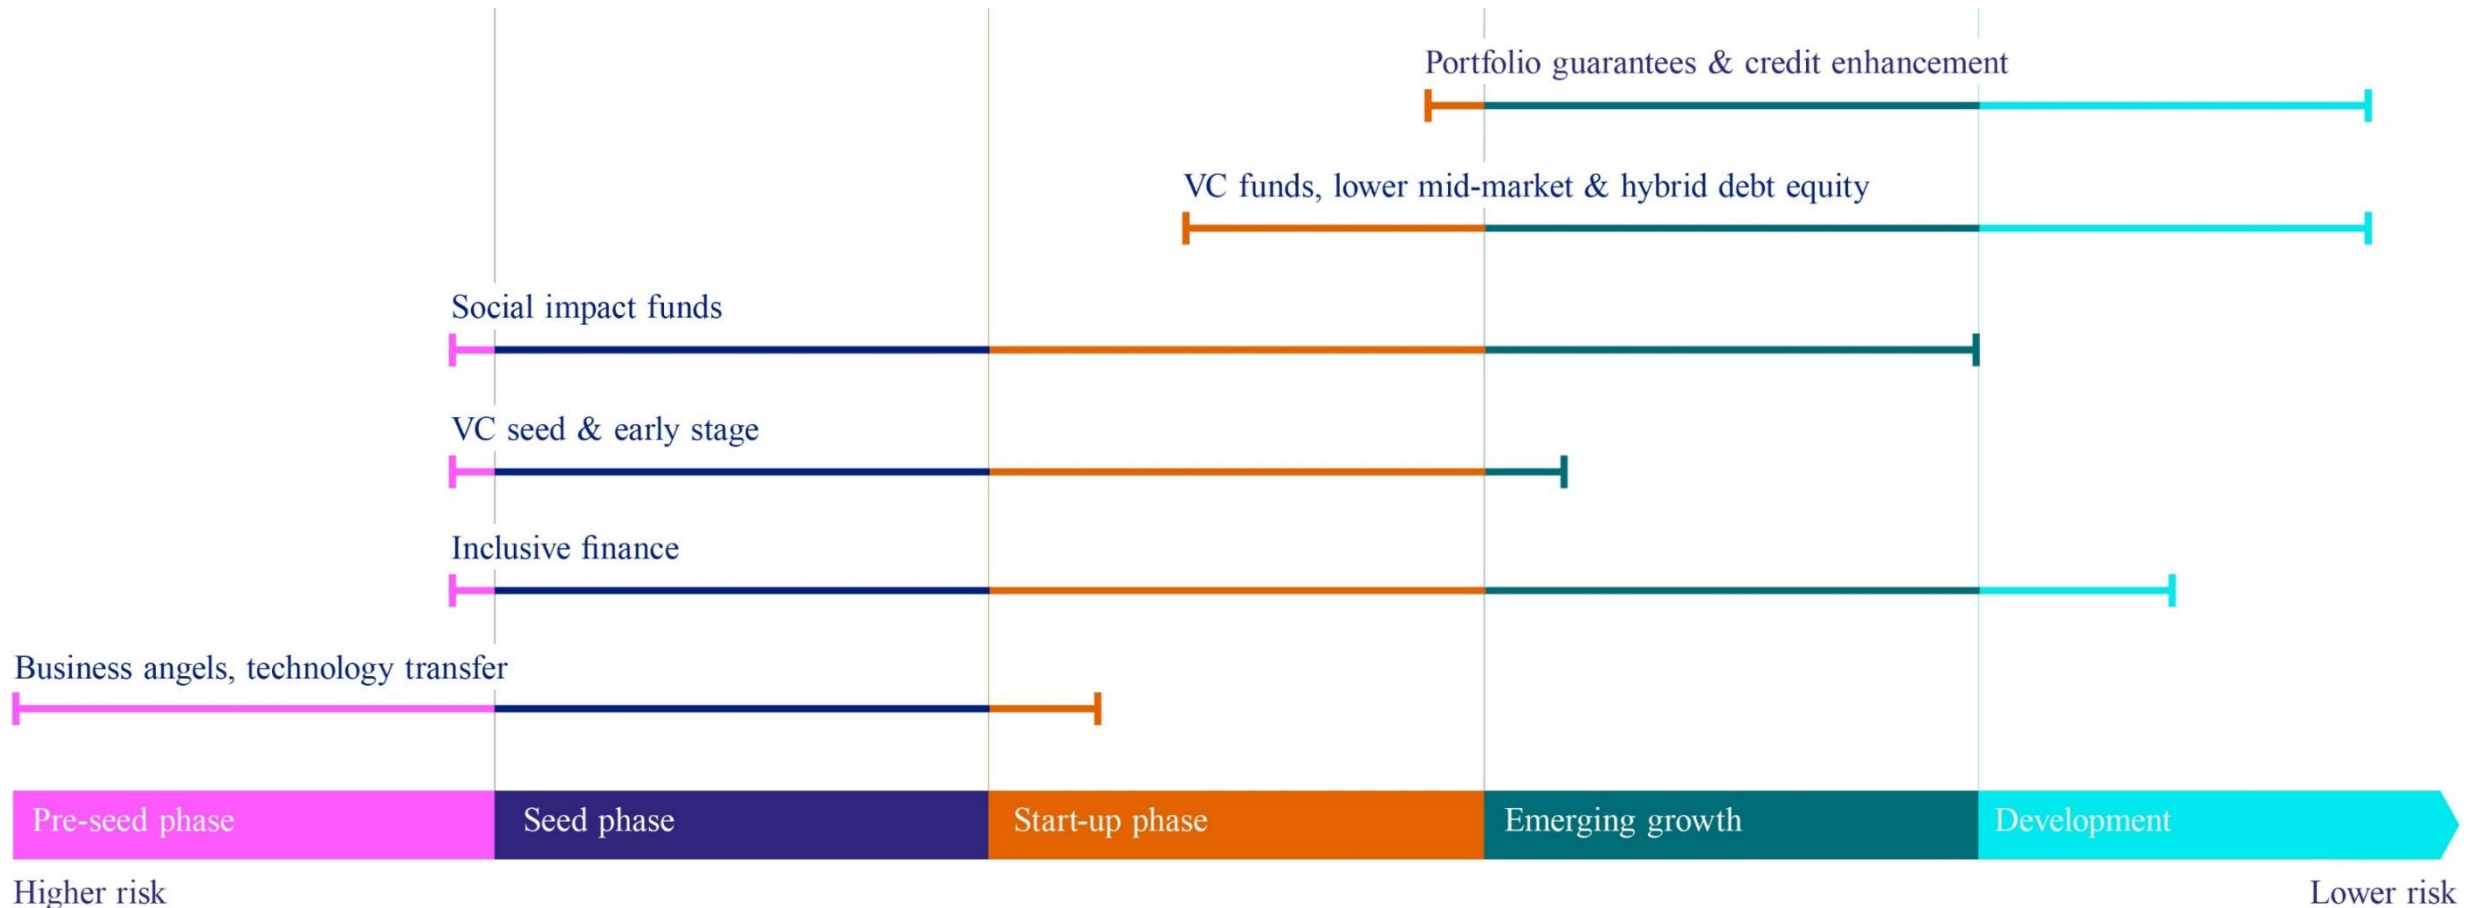 Portfolio guarantees & credit enhancement
VC funds, lower mid-market & hybrid debt equity
Social impact funds
VC seed & early stage
Inclusive finance
Business angels, technology transfer
Pre-seed phase
Seed phase
Start-up phase
Emerging growth
Development
Higher risk
Lower risk